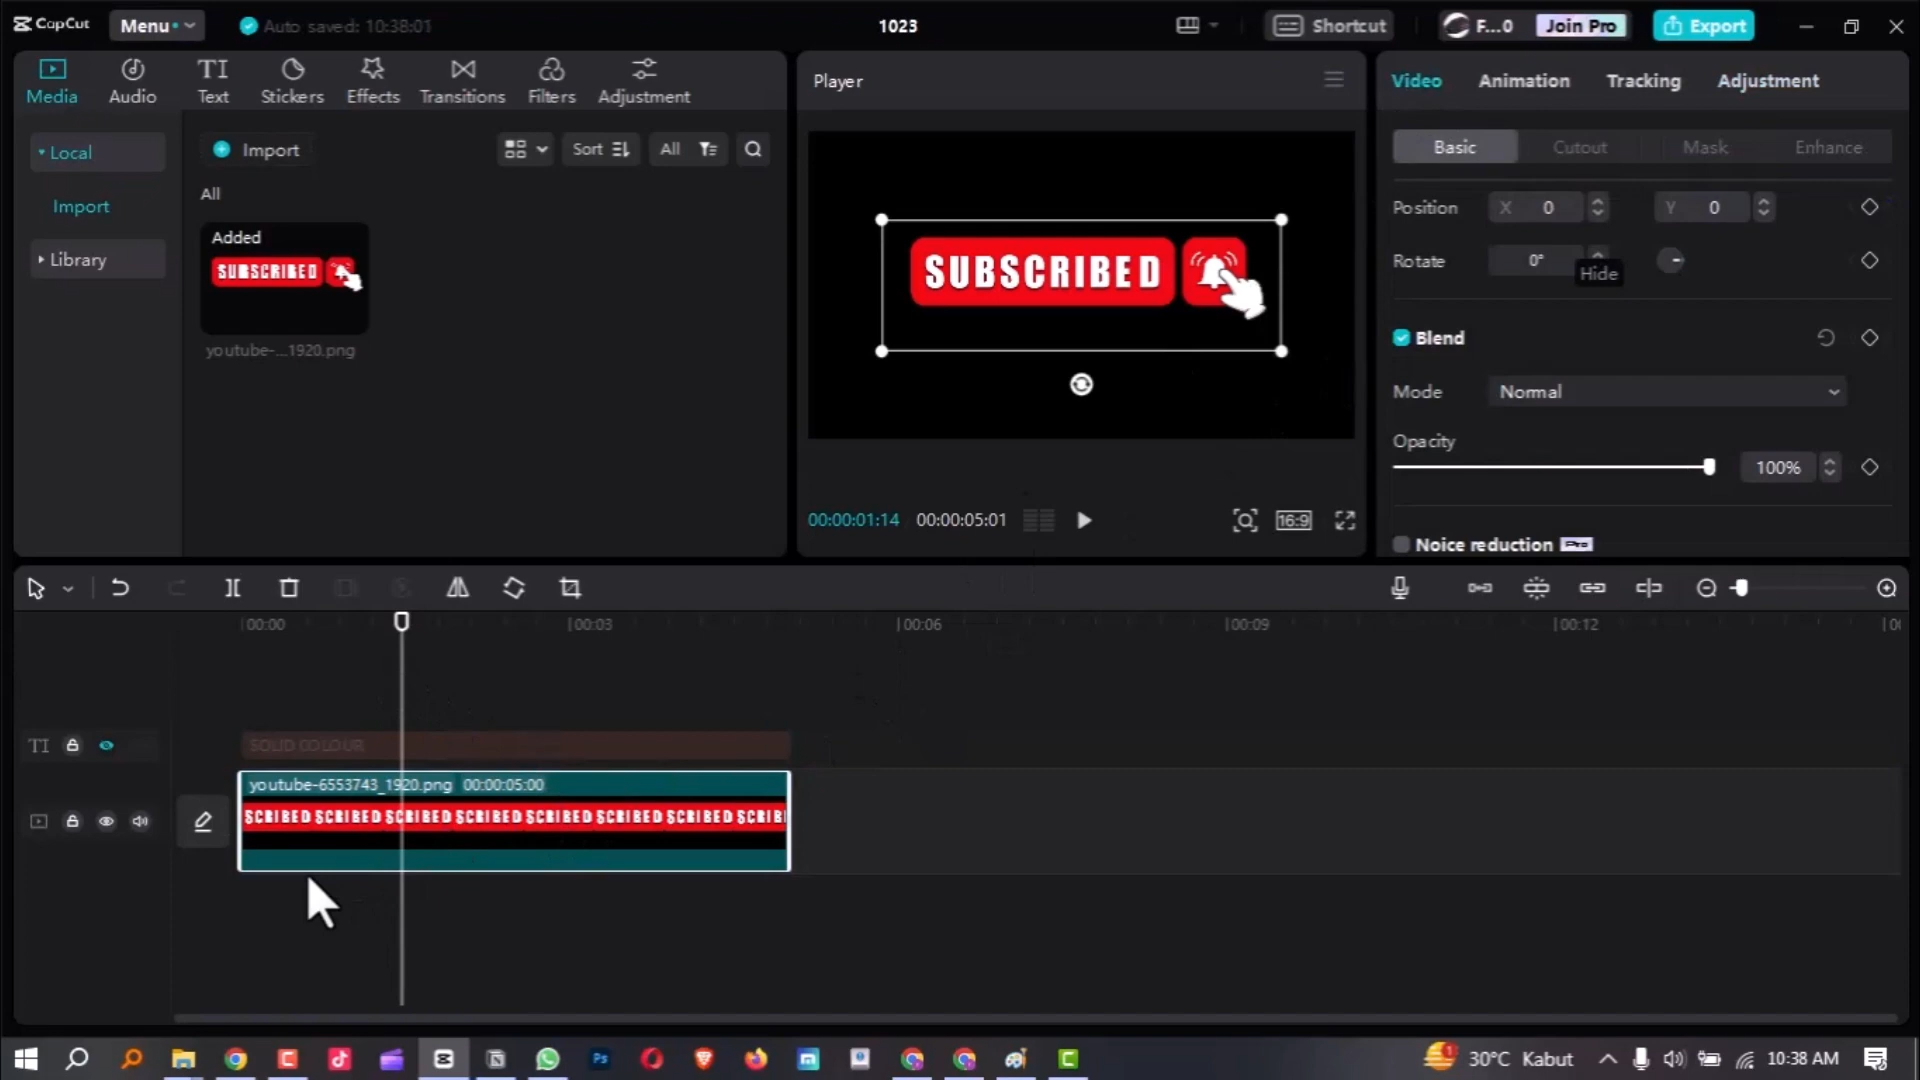 CapCut
Menu
Auto saved: 10:38:01
1023
Shortcut
F...0
Join Pro
Export
Media
Audio
TI
Text
Stickers
Effects
Transitions
Filters
Adjustment
Player
Video
Animation
Tracking
Adjustment
Local
Import
Library
Import
Sort
All
All
Added
SUBSCRIBED
youtube-...1920.png
SUBSCRIBED
00:00:01:14
00:00:05:01
16:9
Basic
Cutout
Mask
Enhance
Position
X 0
Y 0
Rotate
0°
Hide
Blend
Mode
Normal
Opacity
100%
Noice reduction
Pro
00:00
00:03
00:06
00:09
00:12
TI
SOLID COLOUR
youtube-6553743_1920.png 00:00:05:00
SCRIBED SCRIBED SCRIBED SCRIBED SCRIBED SCRIBED SCRIBED SCRIB
Ps
1
30°C Kabut
10:38 AM